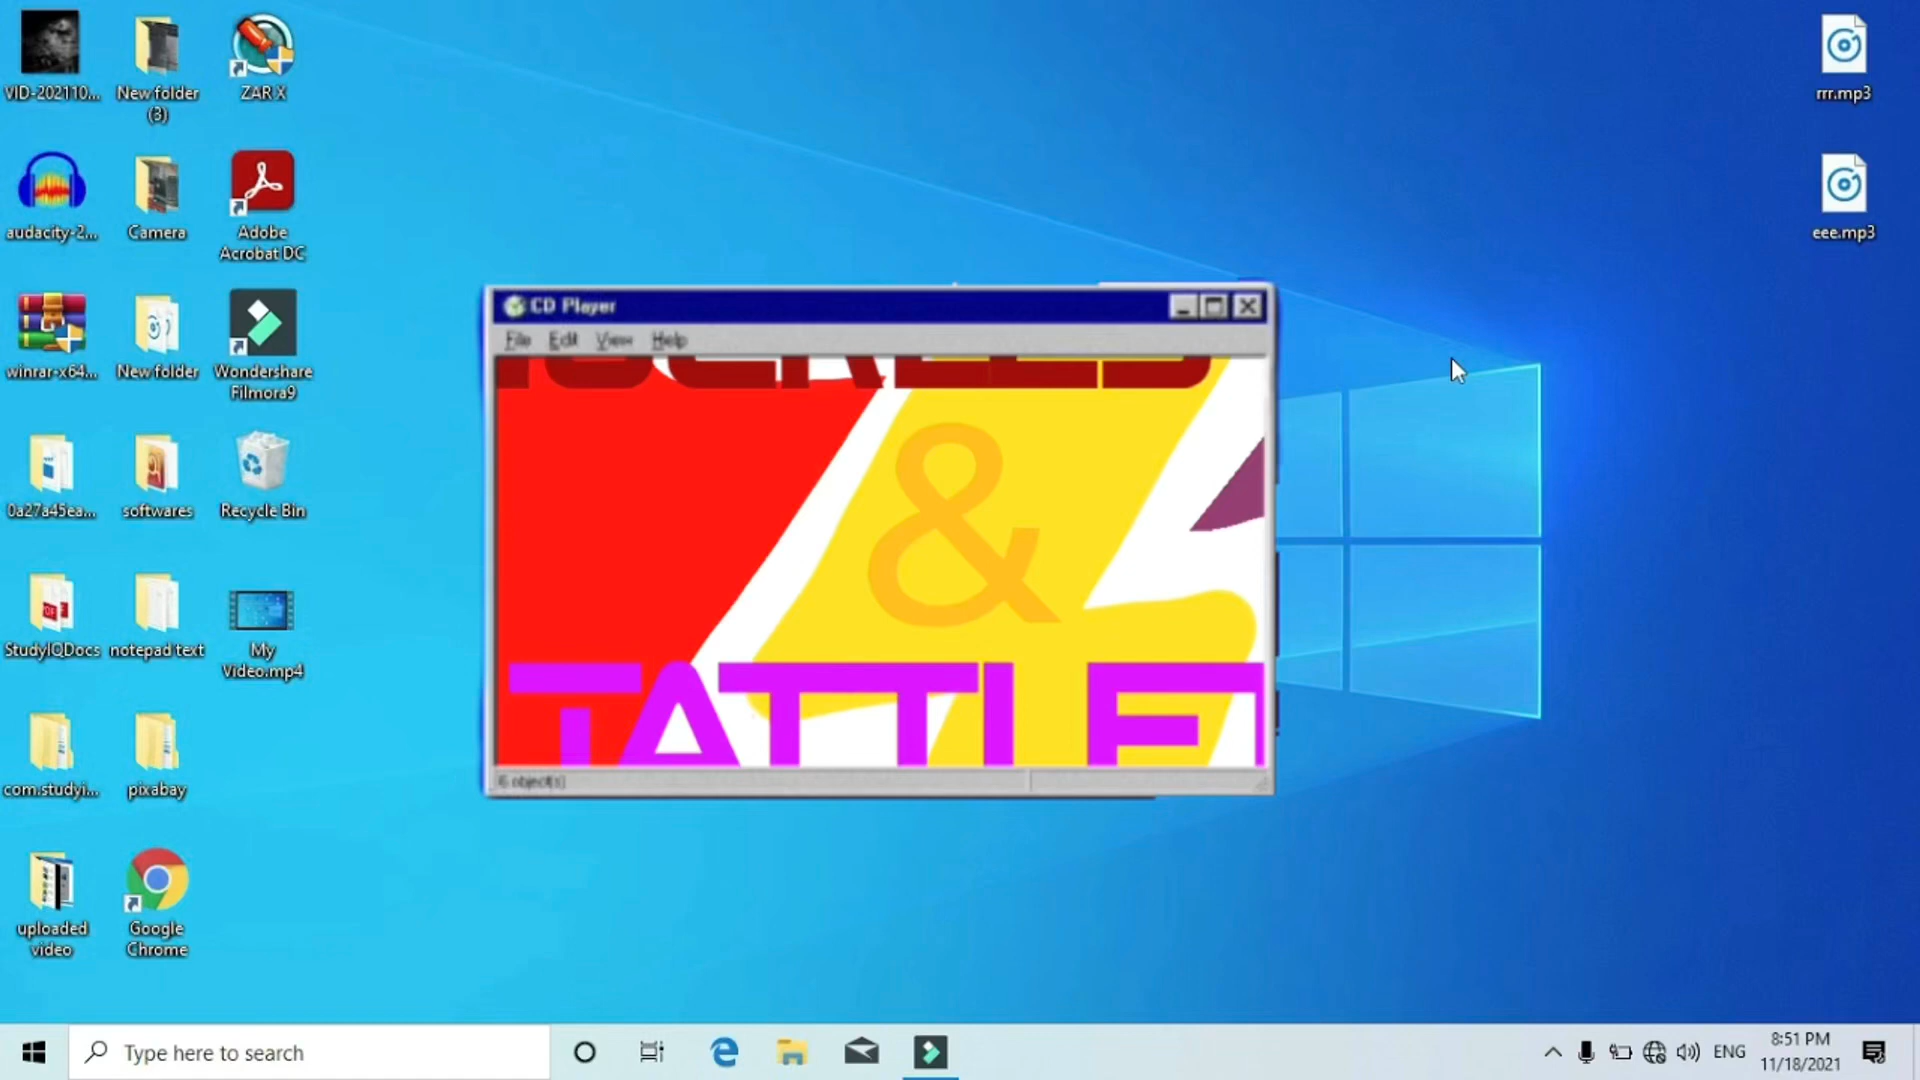 VID-202110...
New folder
(3)
ZAR X
audacity-2...
Camera
Adobe
Acrobat DC
winrar-x64...
New folder
Wondershare
Filmora9
0a27a45ea...
softwares
Recycle Bin
StudyIQDocs
notepad text
My
Video.mp4
com.studyi...
pixabay
uploaded
video
Google
Chrome
rrr.mp3
eee.mp3
CD Player
File Edit View Help
&
TATTLE
6 object(s)
Type here to search
ENG
8:51 PM
11/18/2021